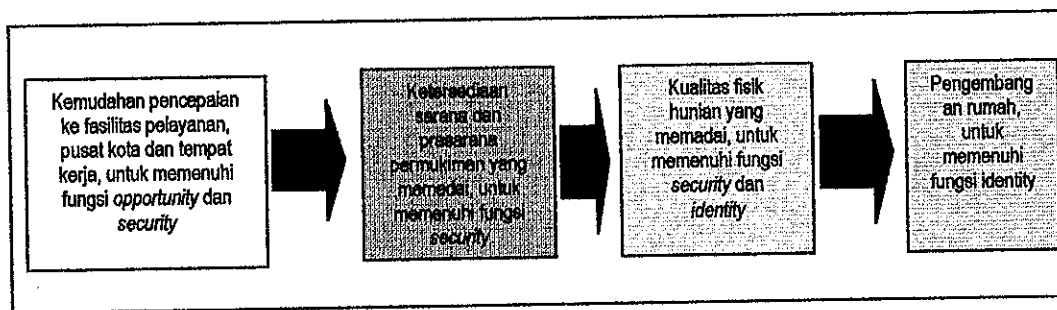 Kemudahan pencepaian
ke fasilitas pelayanan,
pusat kota dan tempat
kerja, untuk memenuhi
fungsi opportunity dan
security
Ketersediaan
sarana dan
prasarana
permukiman yang
memadai, untuk
memenuhi fungsi
security
Kualitas fisik
hunian yang
memadai, untuk
memenuhi fungsi
security dan
identity
Pengembang
an rumah,
untuk
memenuhi
fungsi identity